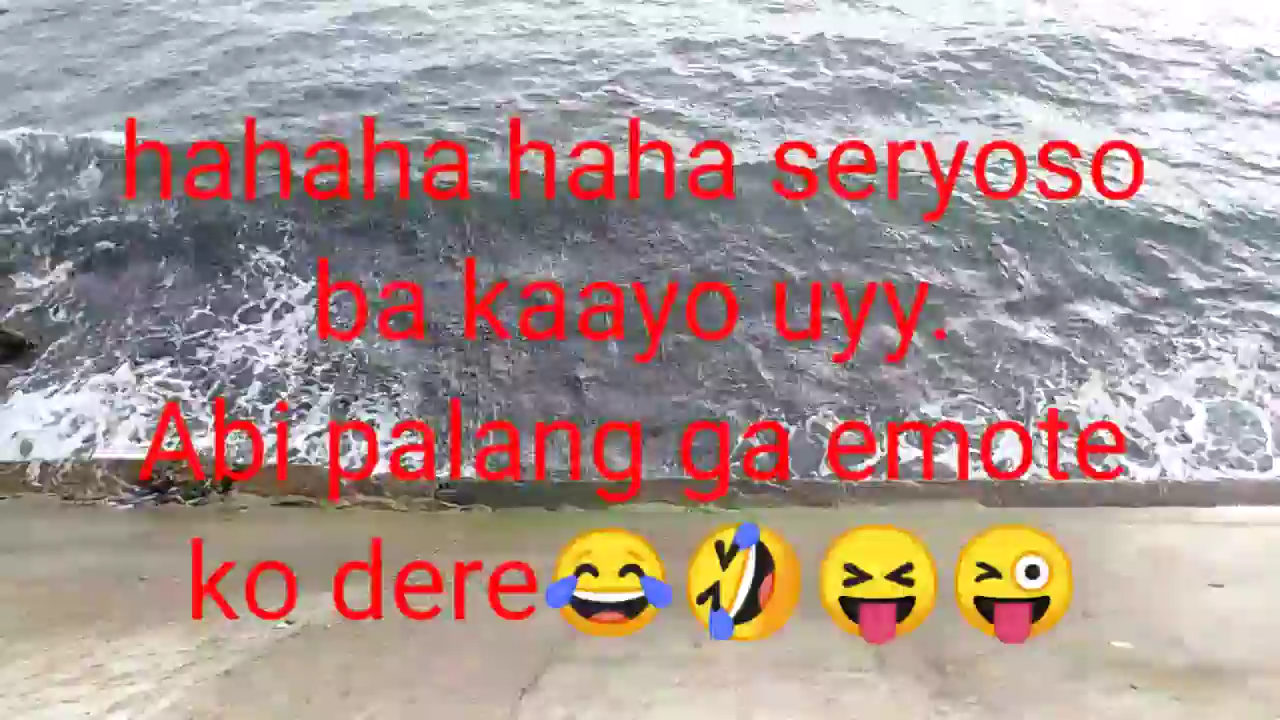 hahaha haha seryoso
ba kaayo uyy.
Abi palang ga emote
ko dere😂🤣😝😜